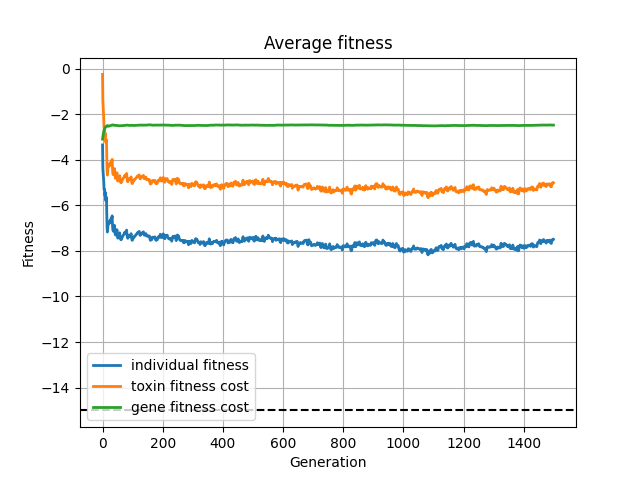 Average fitness
Fitness
0
−2
−4
−6
−8
−10
−12
−14
individual fitness
toxin fitness cost
gene fitness cost
0 200 400 600 800 1000 1200 1400
Generation